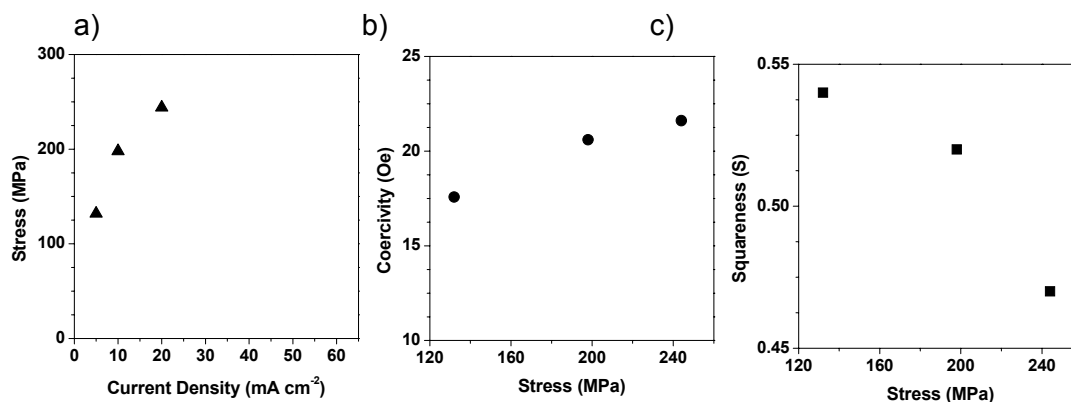 a)
300
200
100
0
0 10 20 30 40 50 60
Stress (MPa)
Current Density (mA cm⁻²)
b)
25
20
15
10
120 160 200 240
Coercivity (Oe)
Stress (MPa)
c)
0.55
0.50
0.45
120 160 200 240
Squareness (S)
Stress (MPa)